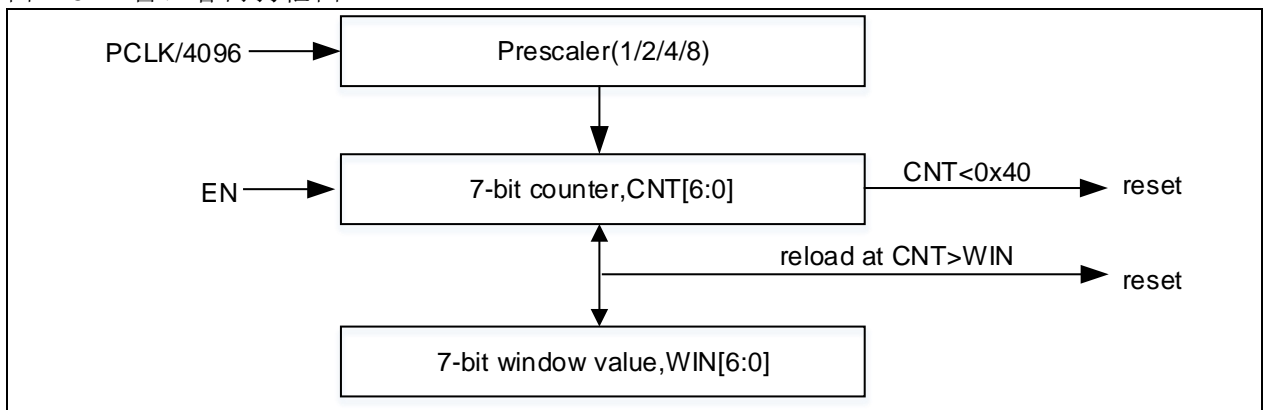 PCLK/4096
Prescaler(1/2/4/8)
EN
7-bit counter,CNT[6:0]
CNT<0x40
reset
reload at CNT>WIN
reset
7-bit window value,WIN[6:0]